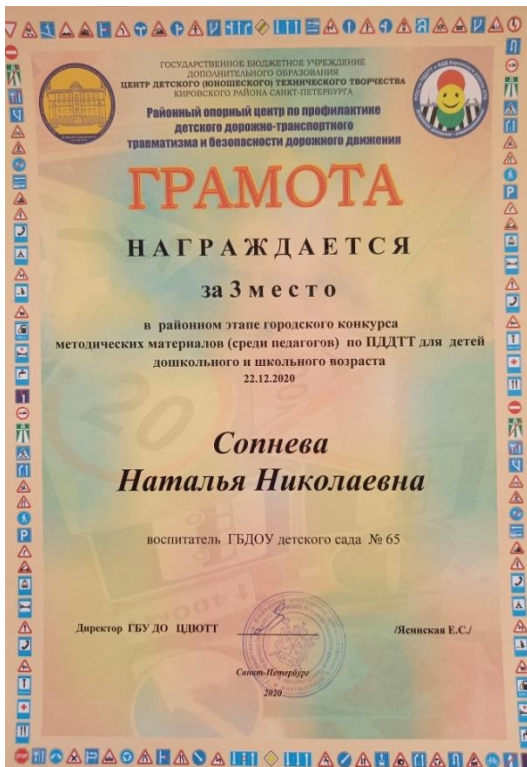 ГОСУДАРСТВЕННОЕ БЮДЖЕТНОЕ УЧРЕЖДЕНИЕ
ДОПОЛНИТЕЛЬНОГО ОБРАЗОВАНИЯ
ЦЕНТР ДЕТСКОГО (ЮНОШЕСКОГО) ТЕХНИЧЕСКОГО ТВОРЧЕСТВА
КИРОВСКОГО РАЙОНА САНКТ-ПЕТЕРБУРГА
Районный опорный центр по профилактике
детского дорожно-транспортного
травматизма и безопасности дорожного движения
ГРАМОТА
НАГРАЖДАЕТСЯ
за 3 место
в районном этапе городского конкурса
методических материалов (среди педагогов) по ПДДТТ для детей
дошкольного и школьного возраста
22.12.2020
Сопнева
Наталья Николаевна
воспитатель ГБДОУ детского сада № 65
Директор ГБУ ДО ЦДЮТТ /Ясинская Е.С./
Санкт-Петербург
2020